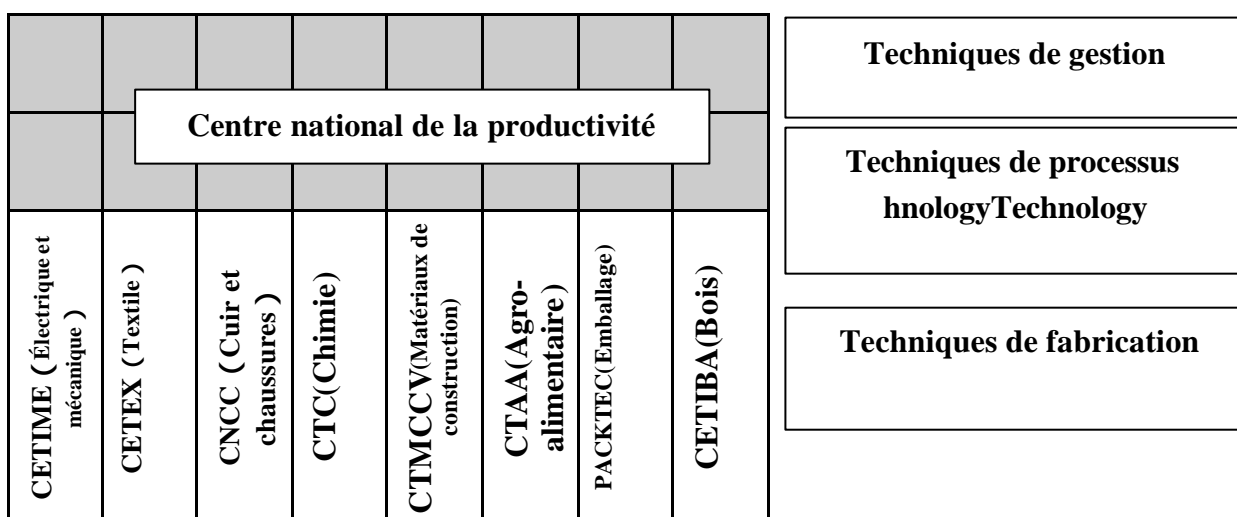 Centre national de la productivité
Techniques de gestion
Techniques de processus
hnologyTechnology
Techniques de fabrication
CETIME ( Électrique et
mécanique )
CETEX ( Textile )
CNCC ( Cuir et
chaussures )
CTC(Chimie)
CTMCCV(Matériaux de
construction)
CTAA(Agro-
alimentaire)
PACKTEC(Emballage)
CETIBA(Bois)